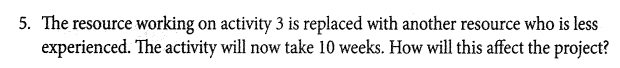 5. The resource working on activity 3 is replaced with another resource who is less
experienced. The activity will now take 10 weeks. How will this affect the project?